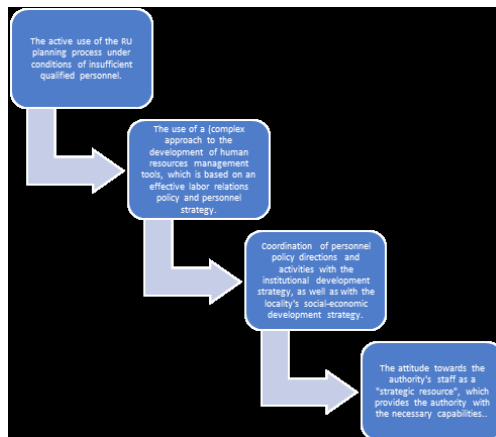 The active use of the RU
planning process under
conditions of insufficient
qualified personnel.
The use of a (complex
approach to the
development of human
resources management
tools, which is based on an
effective labor relations
policy and personnel
strategy.
Coordination of personnel
policy directions and
activities with the
institutional development
strategy, as well as with the
locality's social-economic
development strategy.
The attitude towards the
authority's staff as a
"strategic resource", which
provides the authority with
the necessary capabilities..